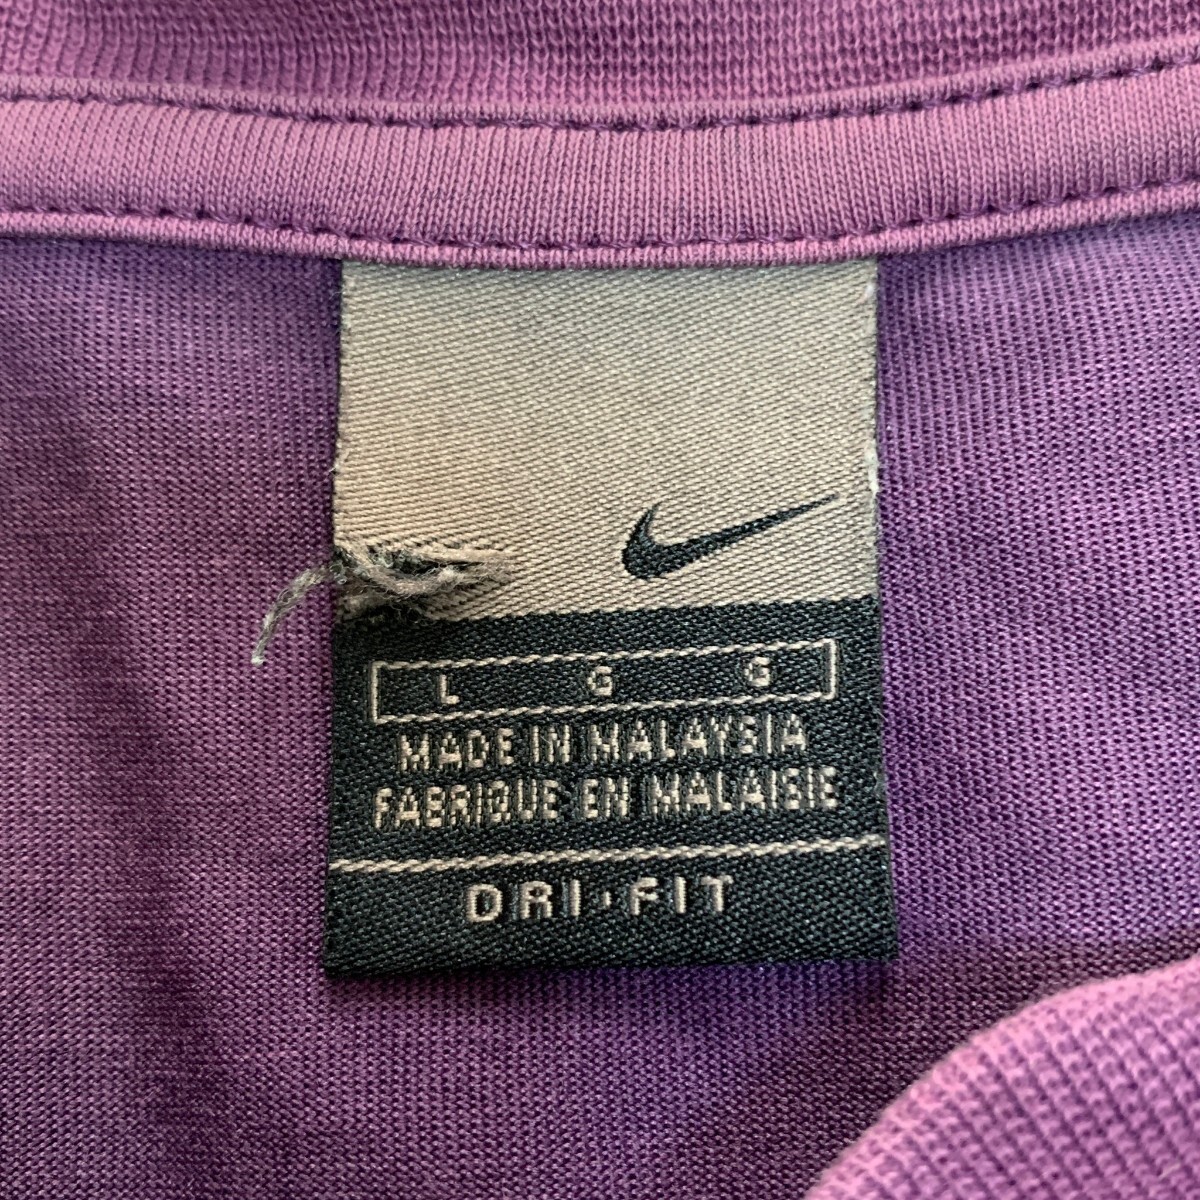 L G G
MADE IN MALAYSIA
FABRIQUE EN MALAISIE
DRI•FIT